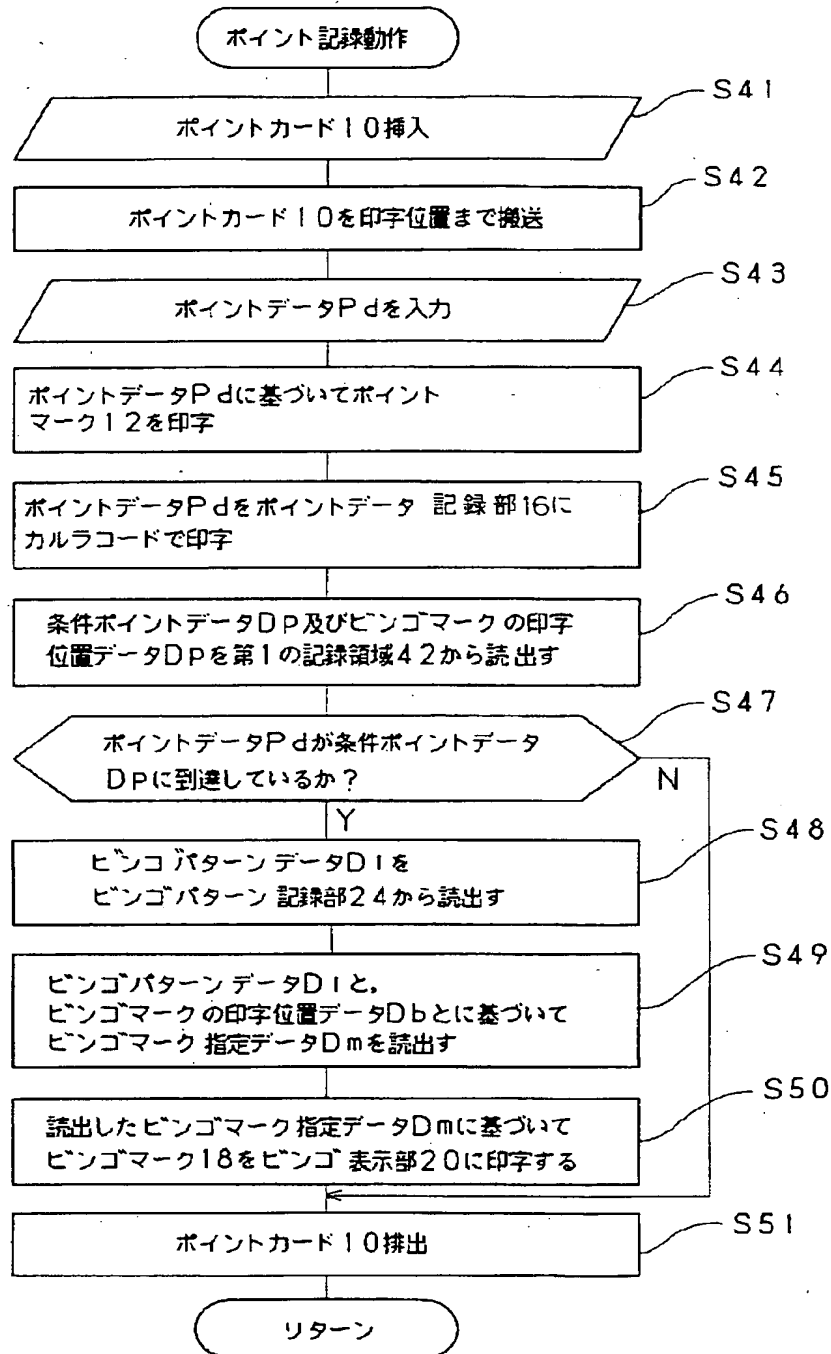 ポイント記録動作
S41
ポイントカード10挿入
S42
ポイントカード10を印字位置まで搬送
S43
ポイントデータPdを入力
S44
ポイントデータPdに基づいてポイント
マーク12を印字
S45
ポイントデータPdをポイントデータ 記録部16に
カルラコードで印字
S46
条件ポイントデータDp及びビンゴマークの印字
位置データDpを第1の記録領域42から読出す
S47
ポイントデータPdが条件ポイントデータ
Dpに到達しているか?
N
Y
S48
ビンゴパターンデータD1を
ビンゴパターン記録部24から読出す
S49
ビンゴパターンデータD1と,
ビンゴマークの印字位置データDbとに基づいて
ビンゴマーク指定データDmを読出す
S50
読出したビンゴマーク指定データDmに基づいて
ビンゴマーク18をビンゴ表示部20に印字する
S51
ポイントカード10排出
リターン